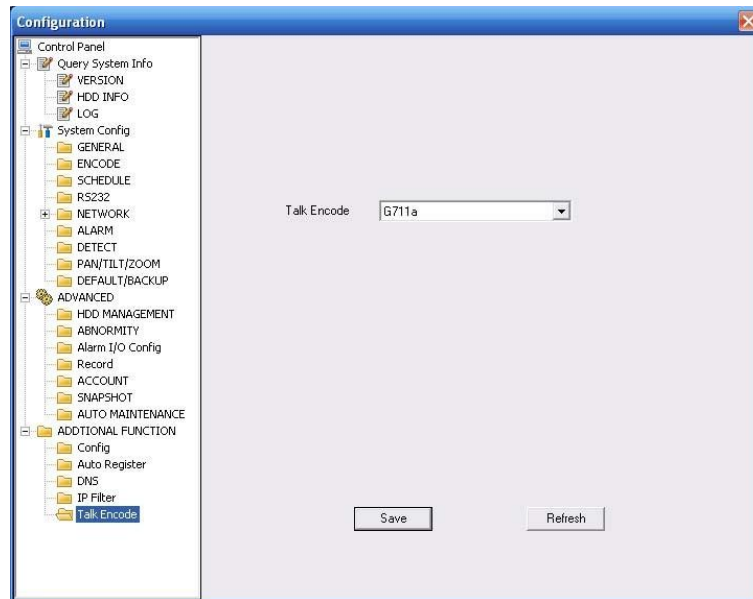 Configuration
Control Panel
Query System Info
VERSION
HDD INFO
LOG
System Config
GENERAL
ENCODE
SCHEDULE
RS232
NETWORK
ALARM
DETECT
PAN/TILT/ZOOM
DEFAULT/BACKUP
ADVANCED
HDD MANAGEMENT
ABNORMITY
Alarm I/O Config
Record
ACCOUNT
SNAPSHOT
AUTO MAINTENANCE
ADDTIONAL FUNCTION
Config
Auto Register
DNS
IP Filter
Talk Encode
Talk Encode G711a
Save Refresh